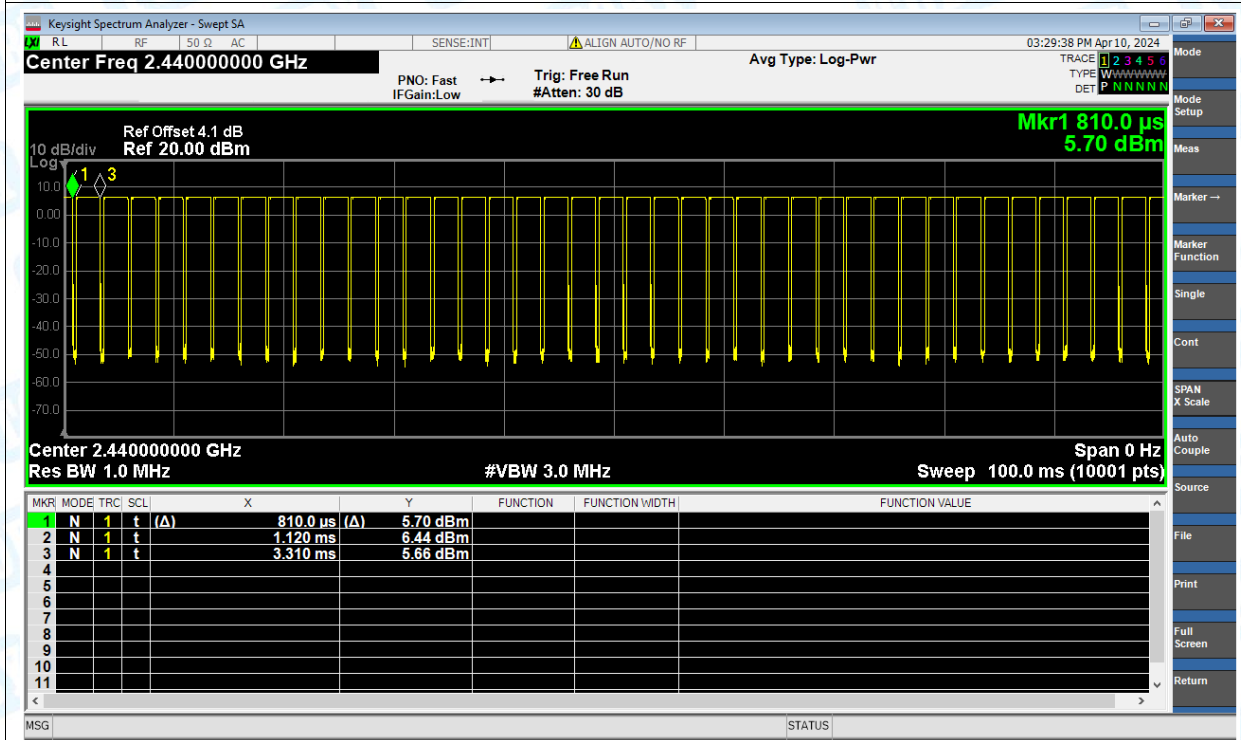 Keysight Spectrum Analyzer - Swept SA
LXI RL RF 50 Ω AC SENSE:INT ALIGN AUTO/NO RF 03:29:38 PM Apr 10, 2024
Center Freq 2.440000000 GHz Avg Type: Log-Pwr TRACE 1 2 3 4 5 6
PNO: Fast Trig: Free Run TYPE WWWWWW
IFGain:Low #Atten: 30 dB DET P N N N N N
Mkr1 810.0 µs
5.70 dBm
Ref Offset 4.1 dB
10 dB/div Ref 20.00 dBm
Log
1 3
10.0
0.00
-10.0
-20.0
-30.0
-40.0
-50.0
-60.0
-70.0
Center 2.440000000 GHz Span 0 Hz
Res BW 1.0 MHz #VBW 3.0 MHz Sweep 100.0 ms (10001 pts)
MKR MODE TRC SCL X Y FUNCTION FUNCTION WIDTH FUNCTION VALUE
1 N 1 t (Δ) 810.0 µs (Δ) 5.70 dBm
2 N 1 t 1.120 ms 6.44 dBm
3 N 1 t 3.310 ms 5.66 dBm
4
5
6
7
8
9
10
11
MSG STATUS
Mode
Mode
Setup
Meas
Marker →
Marker
Function
Single
Cont
SPAN
X Scale
Auto
Couple
Source
File
Print
Full
Screen
Return